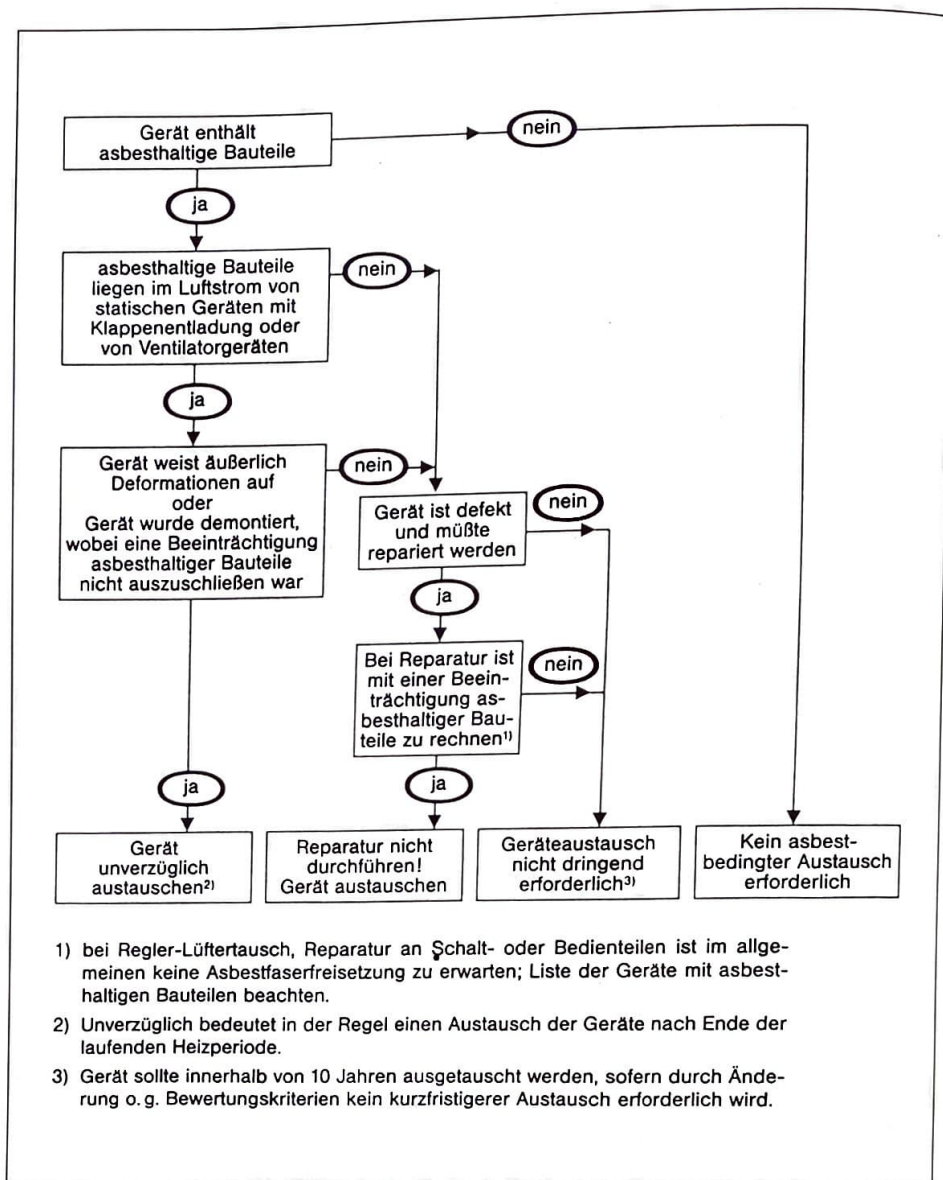 Gerät enthält
asbesthaltige Bauteile
nein
ja
asbesthaltige Bauteile
liegen im Luftstrom von
statischen Geräten mit
Klappenentladung oder
von Ventilatorgeräten
nein
ja
Gerät weist äußerlich
Deformationen auf
oder
Gerät wurde demontiert,
wobei eine Beeinträchtigung
asbesthaltiger Bauteile
nicht auszuschließen war
nein
Gerät ist defekt
und müßte
repariert werden
nein
ja
Bei Reparatur ist
mit einer Beein-
trächtigung as-
besthaltiger Bau-
teile zu rechnen¹⁾
nein
ja
ja
Gerät
unverzüglich
austauschen²⁾
Reparatur nicht
durchführen!
Gerät austauschen
Geräteaustausch
nicht dringend
erforderlich³⁾
Kein asbest-
bedingter Austausch
erforderlich
1) bei Regler-Lüftertausch, Reparatur an Schalt- oder Bedienteilen ist im allge-
meinen keine Asbestfaserfreisetzung zu erwarten; Liste der Geräte mit asbest-
haltigen Bauteilen beachten.
2) Unverzüglich bedeutet in der Regel einen Austausch der Geräte nach Ende der
laufenden Heizperiode.
3) Gerät sollte innerhalb von 10 Jahren ausgetauscht werden, sofern durch Ände-
rung o. g. Bewertungskriterien kein kurzfristigerer Austausch erforderlich wird.